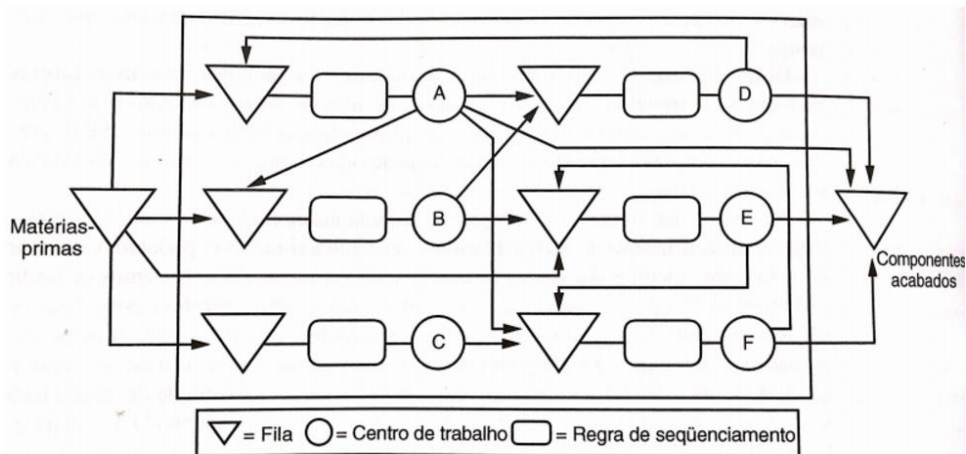 A
D
Matérias-
primas
B
E
Componentes
acabados
C
F
= Fila
= Centro de trabalho
= Regra de seqüenciamento